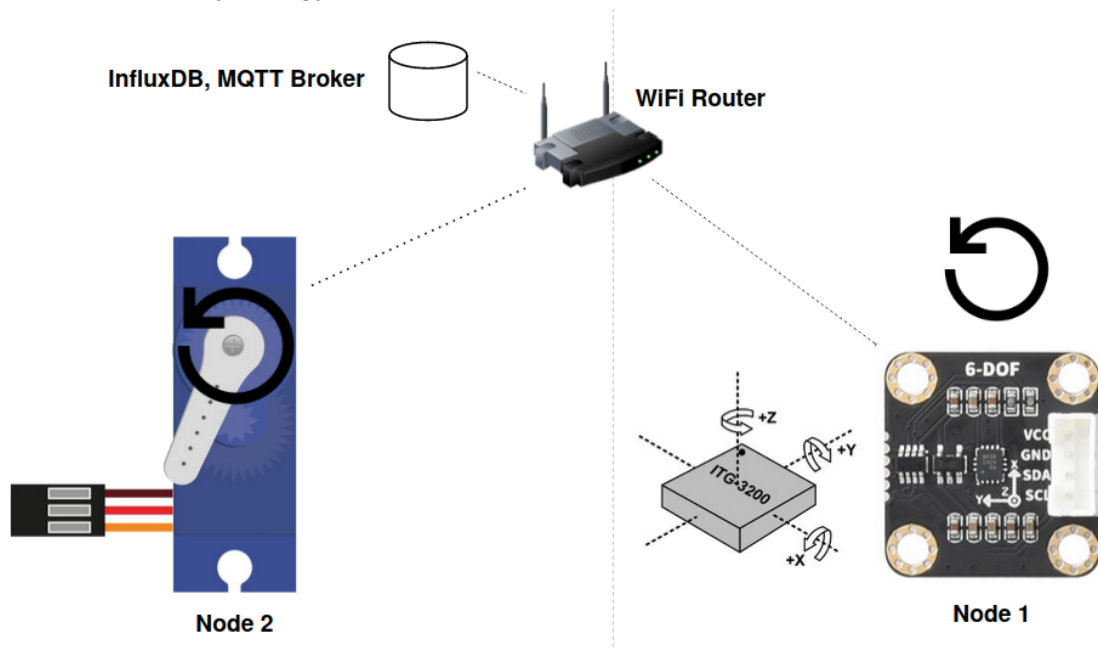 InfluxDB, MQTT Broker
WiFi Router
6-DOF
VCC
GND
SDA
SCL
X
Y
Z
+Z
+Y
ITG-3200
+X
Node 2
Node 1